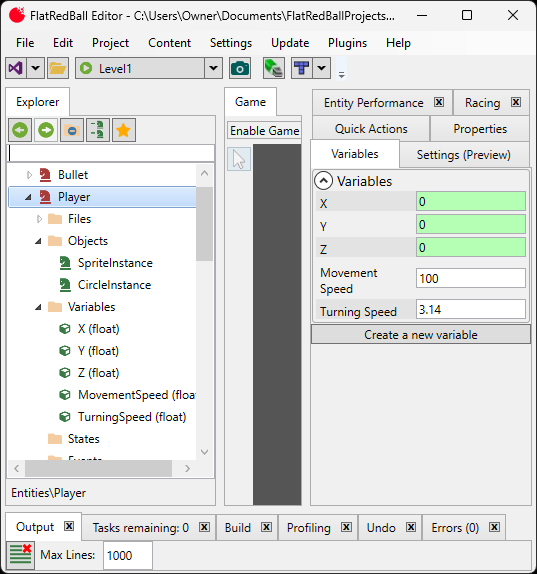 FlatRedBall Editor - C:\Users\Owner\Documents\FlatRedBallProjects...
File Edit Project Content Settings Update Plugins Help
Level1
Explorer
Bullet
Player
Files
Objects
SpriteInstance
CircleInstance
Variables
X (float)
Y (float)
Z (float)
MovementSpeed (floa
TurningSpeed (float)
States
Events
Entities\Player
Game
Enable Game
Entity Performance Racing
Quick Actions Properties
Variables Settings (Preview)
Variables
X 0
Y 0
Z 0
Movement
Speed 100
Turning Speed 3.14
Create a new variable
Output Tasks remaining: 0 Build Profiling Undo Errors (0)
Max Lines: 1000